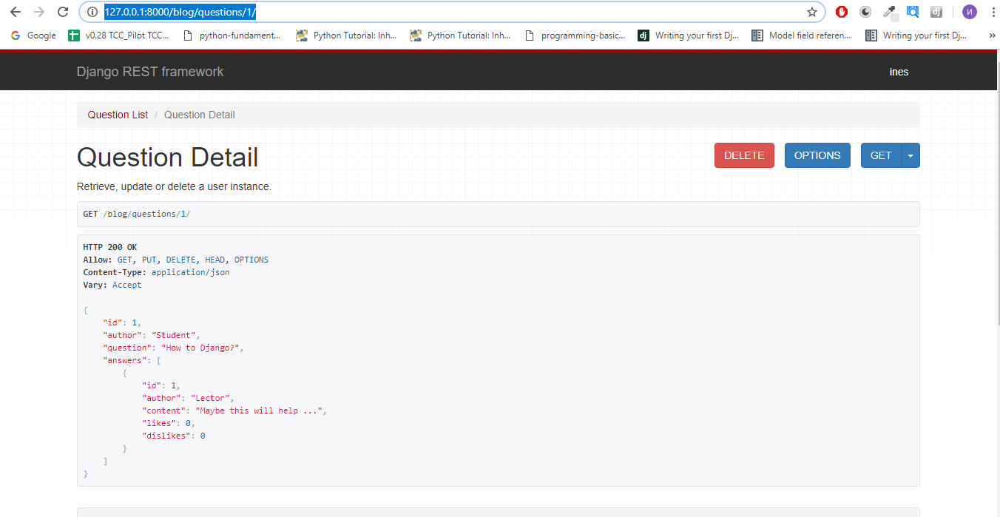 127.0.0.1:8000/blog/questions/1/
Google v0.28 TCC_Pilot TCC... python-fundament... Python Tutorial: Inh... Python Tutorial: Inh... programming-basic... dj Writing your first Dj... Model field referen... Writing your first Dj... »
Django REST framework ines
Question List / Question Detail
Question Detail DELETE OPTIONS GET
Retrieve, update or delete a user instance.
GET /blog/questions/1/
HTTP 200 OK
Allow: GET, PUT, DELETE, HEAD, OPTIONS
Content-Type: application/json
Vary: Accept
{
    "id": 1,
    "author": "Student",
    "question": "How to Django?",
    "answers": [
        {
            "id": 1,
            "author": "Lector",
            "content": "Maybe this will help ...",
            "likes": 0,
            "dislikes": 0
        }
    ]
}